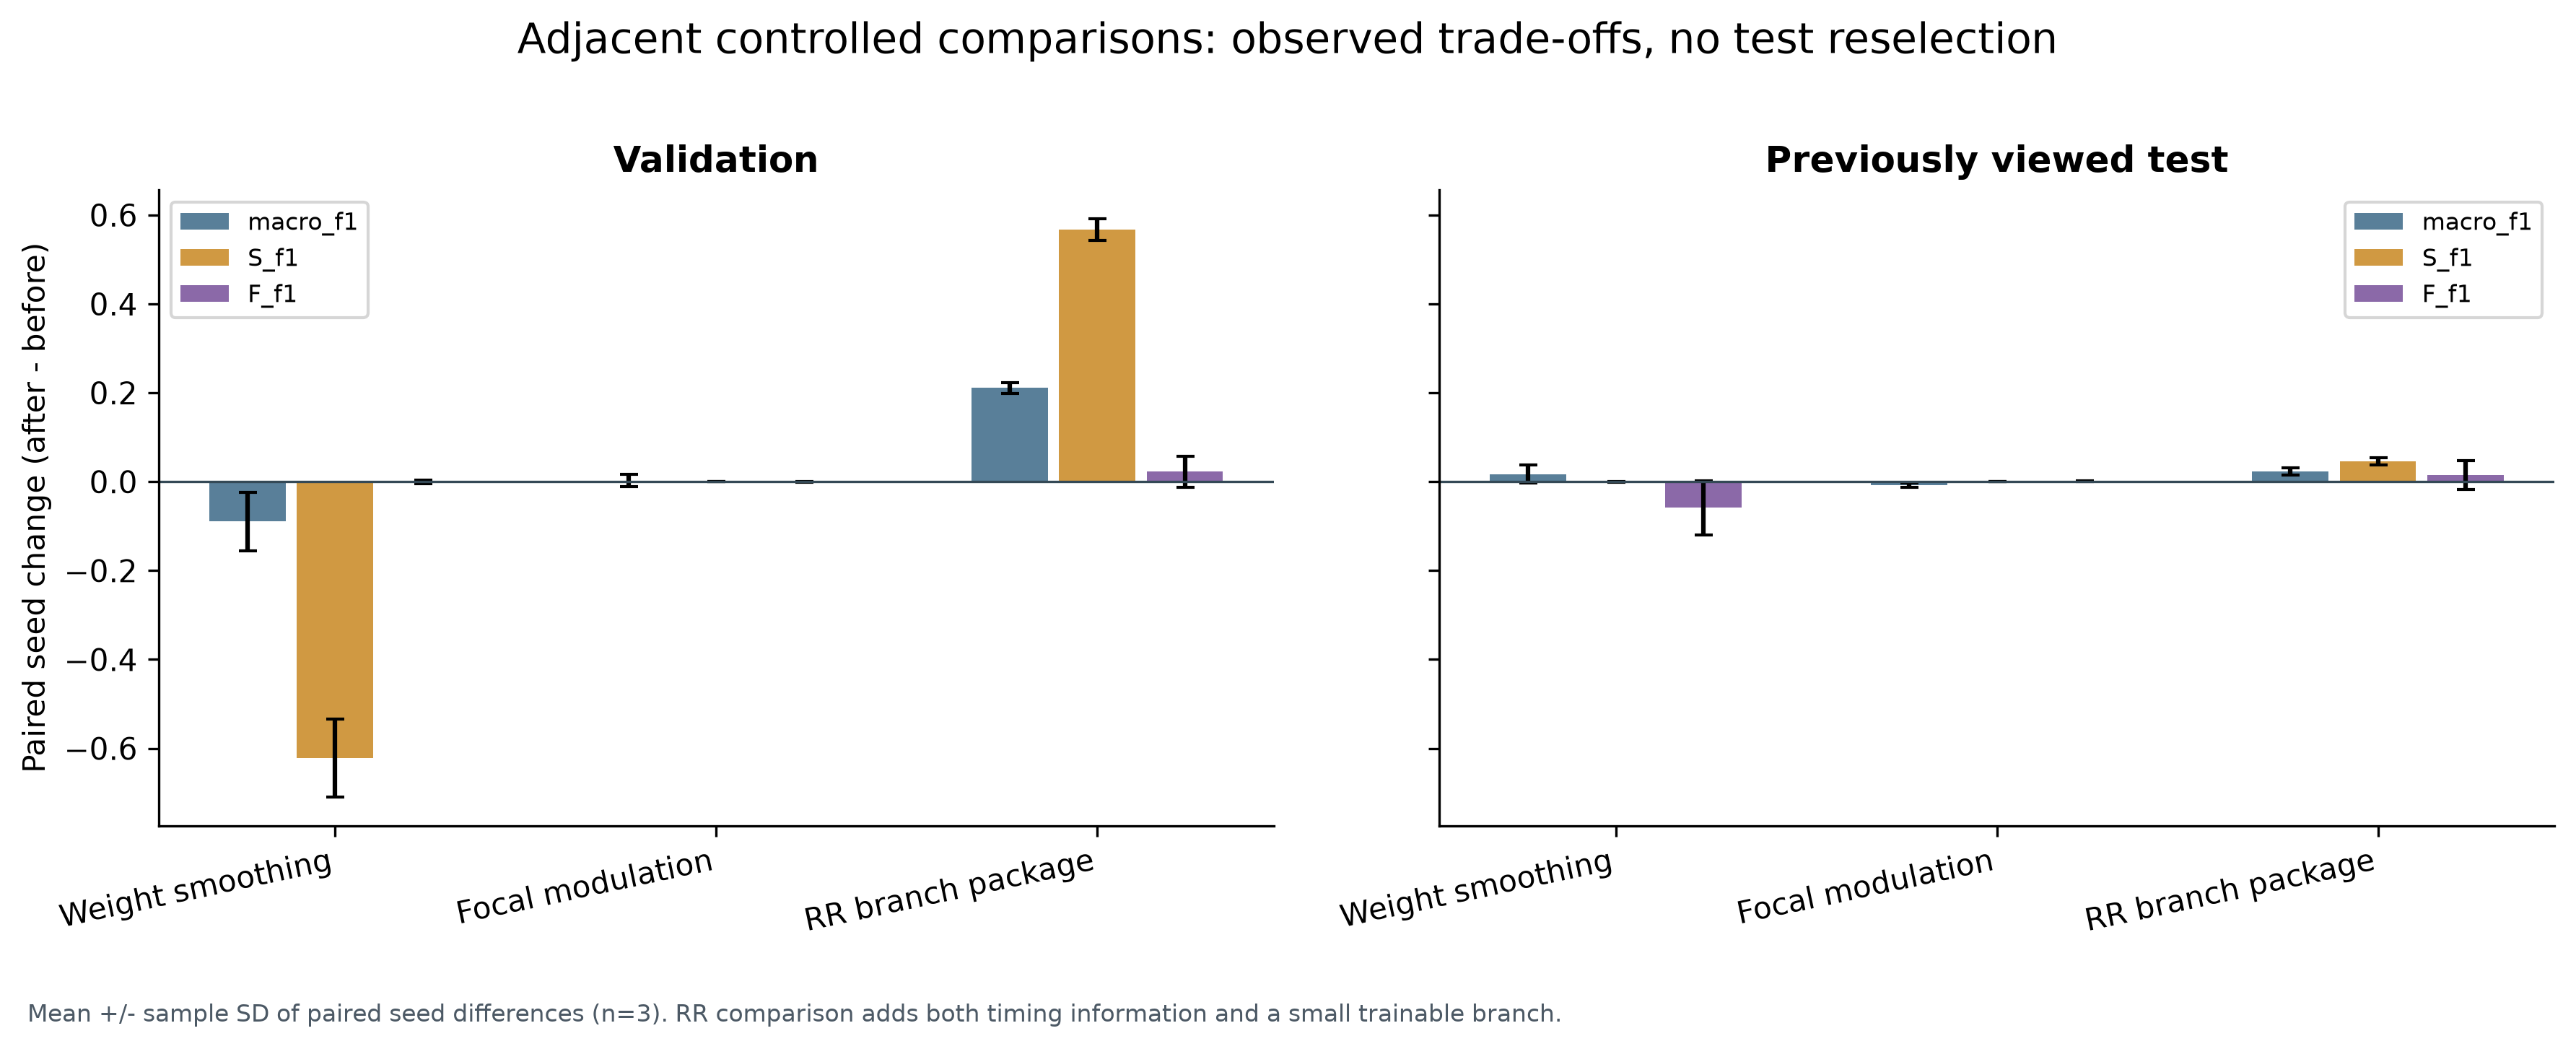 Adjacent controlled comparisons: observed trade-offs, no test reselection
Validation
Previously viewed test
Paired seed change (after - before)
0.6
0.4
0.2
0.0
−0.2
−0.4
−0.6
macro_f1
S_f1
F_f1
macro_f1
S_f1
F_f1
Weight smoothing
Focal modulation
RR branch package
Weight smoothing
Focal modulation
RR branch package
Mean +/- sample SD of paired seed differences (n=3). RR comparison adds both timing information and a small trainable branch.